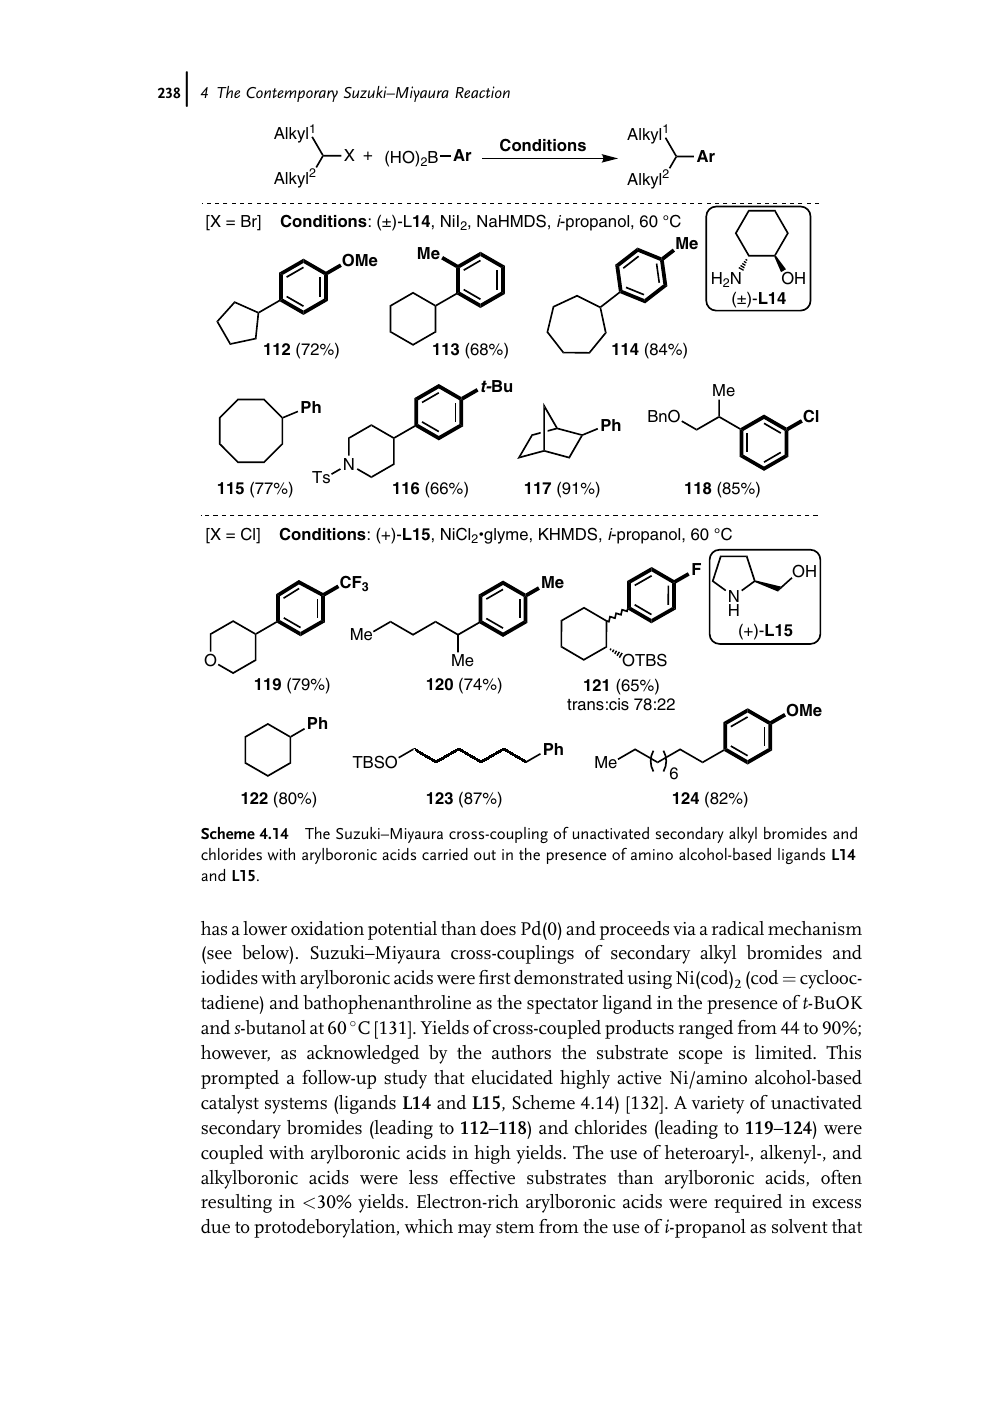 238 4 The Contemporary Suzuki–Miyaura Reaction
Alkyl1
X + (HO)2B–Ar Conditions
Alkyl2
Alkyl1
Ar
Alkyl2
[X = Br] Conditions: (±)-L14, NiI2, NaHMDS, i-propanol, 60 °C
H2N OH
(±)-L14
OMe
112 (72%)
Me
113 (68%)
Me
114 (84%)
Ph
115 (77%)
t-Bu
N
Ts
116 (66%)
Ph
117 (91%)
Me
BnO
Cl
118 (85%)
[X = Cl] Conditions: (+)-L15, NiCl2•glyme, KHMDS, i-propanol, 60 °C
OH
N
H
(+)-L15
CF3
O
119 (79%)
Me
Me
Me
120 (74%)
F
OTBS
121 (65%)
trans:cis 78:22
Ph
122 (80%)
TBSO Ph
123 (87%)
OMe
Me ( )6
124 (82%)
Scheme 4.14 The Suzuki–Miyaura cross-coupling of unactivated secondary alkyl bromides and
chlorides with arylboronic acids carried out in the presence of amino alcohol-based ligands L14
and L15.
has a lower oxidation potential than does Pd(0) and proceeds via a radical mechanism
(see below). Suzuki–Miyaura cross-couplings of secondary alkyl bromides and
iodides with arylboronic acids were first demonstrated using Ni(cod)2 (cod = cyclooc-
tadiene) and bathophenanthroline as the spectator ligand in the presence of t-BuOK
and s-butanol at 60 °C [131]. Yields of cross-coupled products ranged from 44 to 90%;
however, as acknowledged by the authors the substrate scope is limited. This
prompted a follow-up study that elucidated highly active Ni/amino alcohol-based
catalyst systems (ligands L14 and L15, Scheme 4.14) [132]. A variety of unactivated
secondary bromides (leading to 112–118) and chlorides (leading to 119–124) were
coupled with arylboronic acids in high yields. The use of heteroaryl-, alkenyl-, and
alkylboronic acids were less effective substrates than arylboronic acids, often
resulting in <30% yields. Electron-rich arylboronic acids were required in excess
due to protodeborylation, which may stem from the use of i-propanol as solvent that